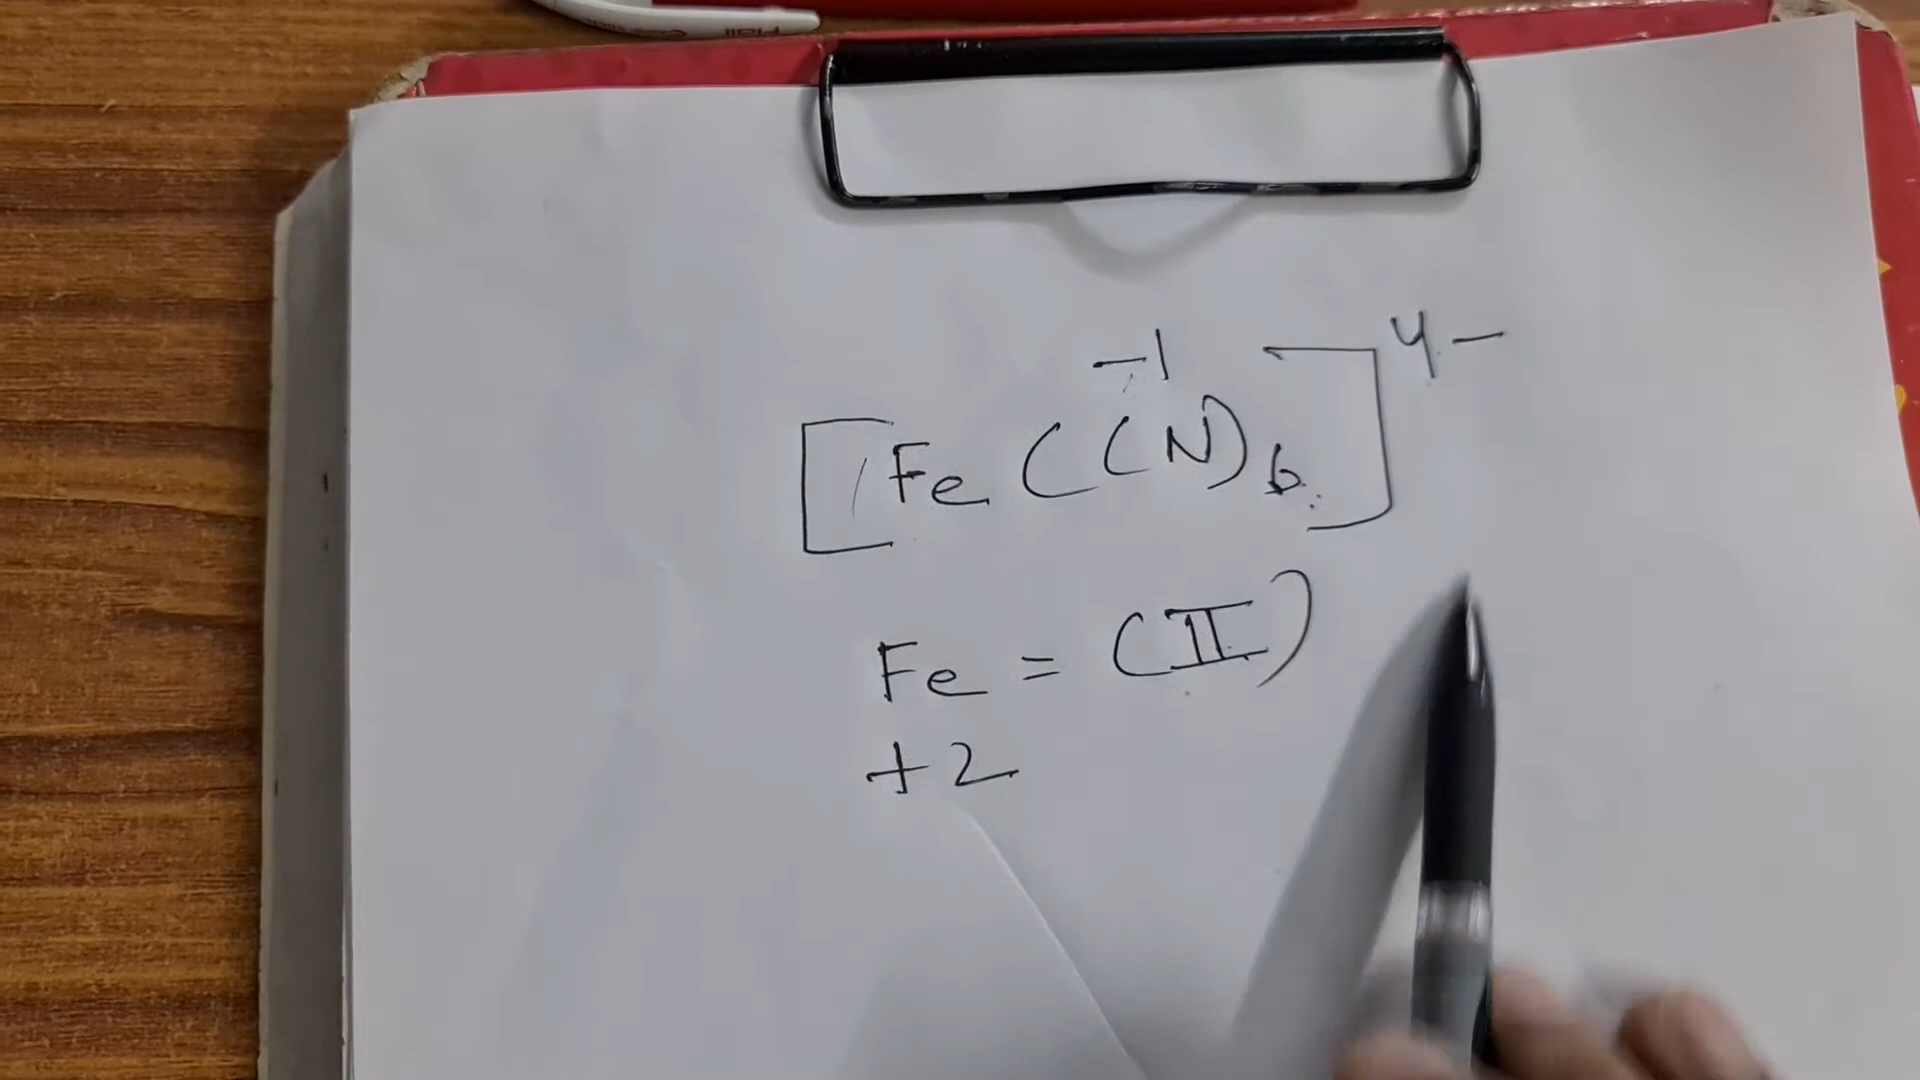 -1
[Fe(CN)6]4-
Fe = (II)
+2